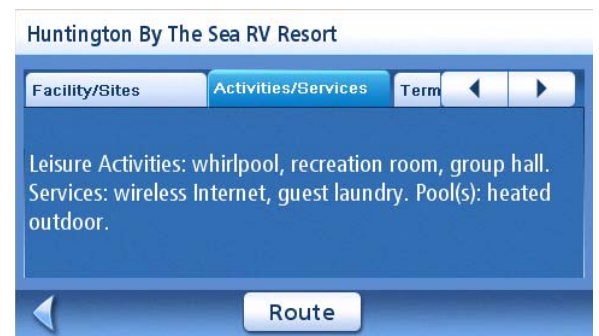 Huntington By The Sea RV Resort
Facility/Sites Activities/Services Term
Leisure Activities: whirlpool, recreation room, group hall.
Services: wireless Internet, guest laundry. Pool(s): heated
outdoor.
Route